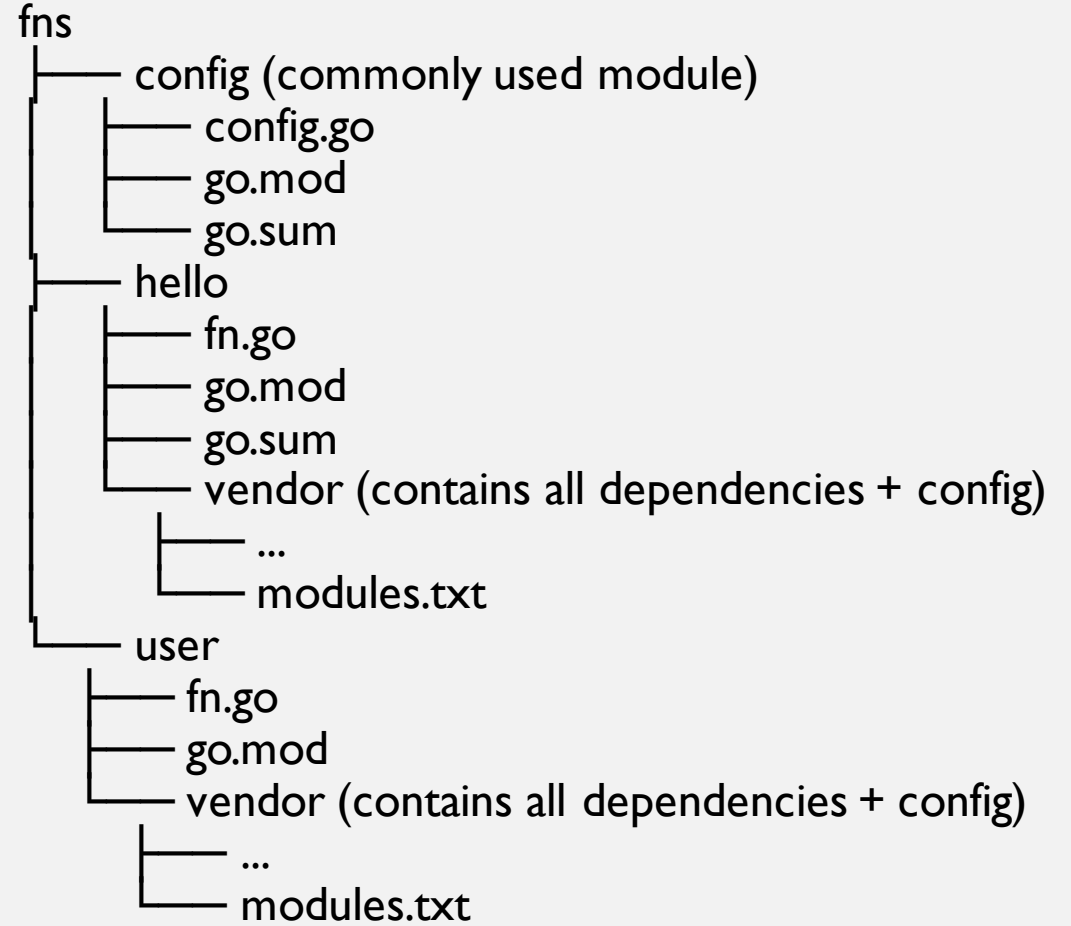 fns
config (commonly used module)
config.go
go.mod
go.sum
hello
fn.go
go.mod
go.sum
vendor (contains all dependencies + config)
...
modules.txt
user
fn.go
go.mod
vendor (contains all dependencies + config)
...
modules.txt